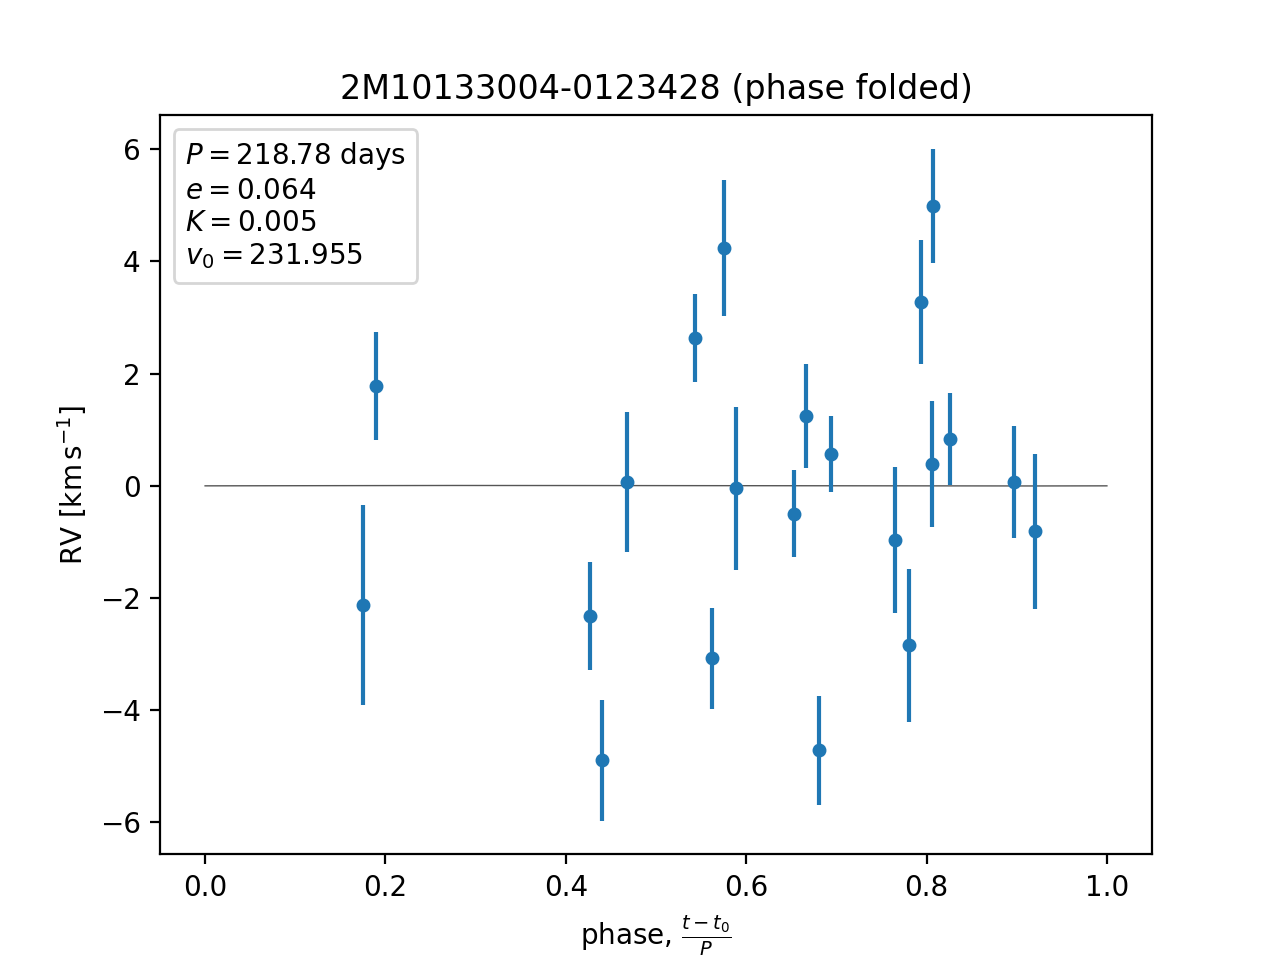 2M10133004-0123428 (phase folded)
P = 218.78 days
e = 0.064
K = 0.005
v₀ = 231.955
6
4
2
0
−2
−4
−6
RV [km s⁻¹]
0.0 0.2 0.4 0.6 0.8 1.0
phase, (t − t₀)/P